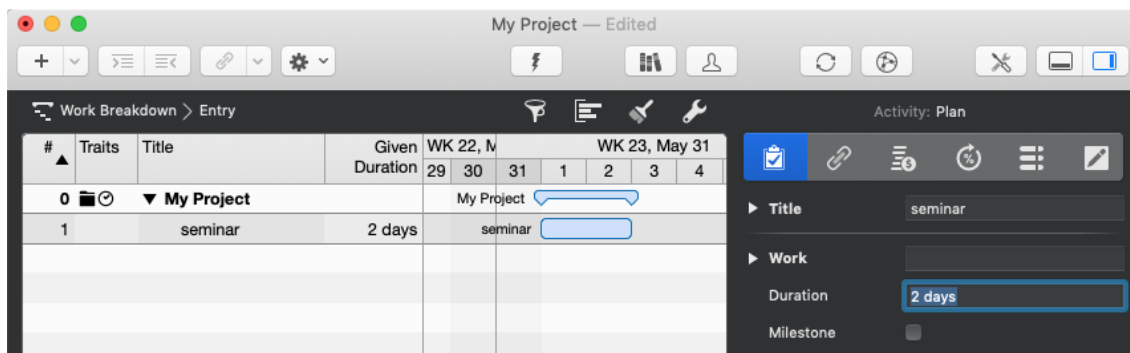 My Project — Edited
Work Breakdown > Entry
Activity: Plan
# Traits Title Given Duration WK 22, M WK 23, May 31
29 30 31 1 2 3 4
0 ▼ My Project My Project
1 seminar 2 days seminar
Title seminar
Work
Duration 2 days
Milestone